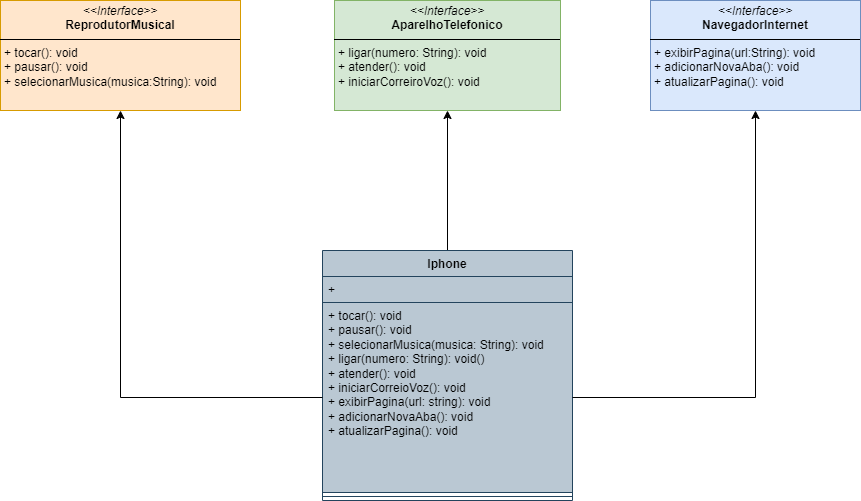 <<Interface>>
ReprodutorMusical
+ tocar(): void
+ pausar(): void
+ selecionarMusica(musica:String): void
<<Interface>>
AparelhoTelefonico
+ ligar(numero: String): void
+ atender(): void
+ iniciarCorreiroVoz(): void
<<Interface>>
NavegadorInternet
+ exibirPagina(url:String): void
+ adicionarNovaAba(): void
+ atualizarPagina(): void
Iphone
+
+ tocar(): void
+ pausar(): void
+ selecionarMusica(musica: String): void
+ ligar(numero: String): void()
+ atender(): void
+ iniciarCorreioVoz(): void
+ exibirPagina(url: string): void
+ adicionarNovaAba(): void
+ atualizarPagina(): void